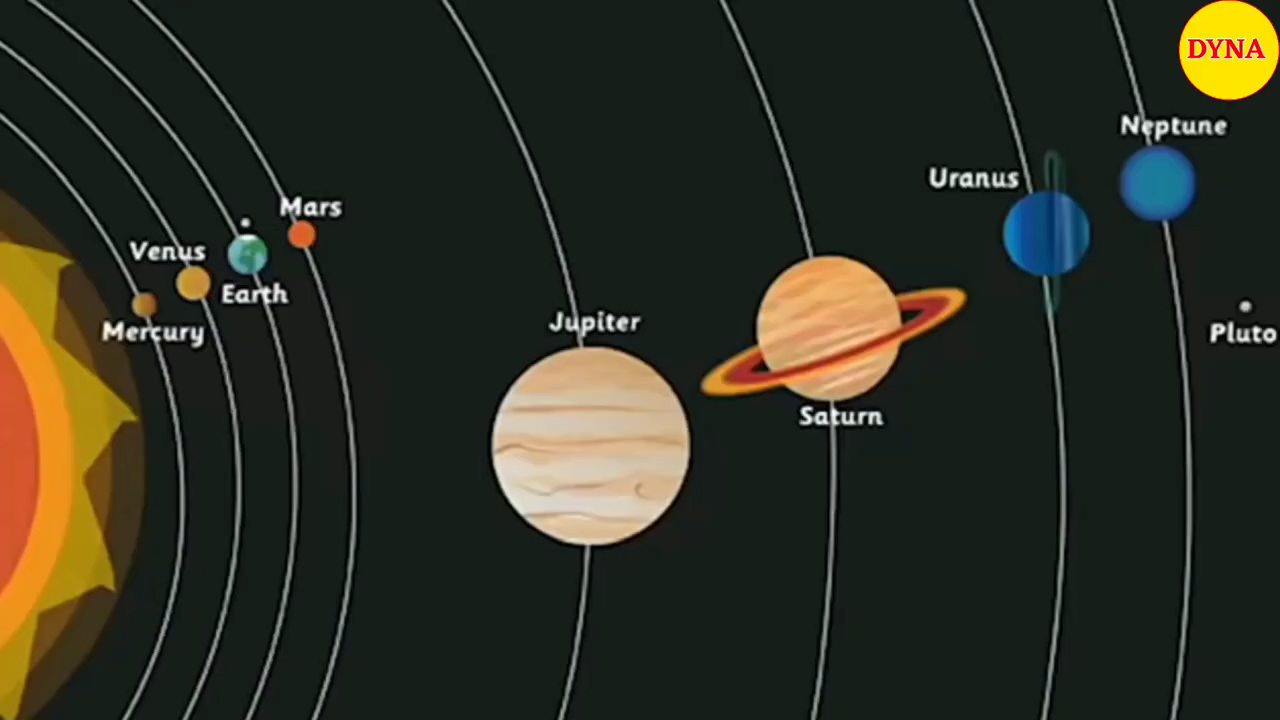 DYNA
Neptune
Uranus
Mars
Venus
Earth
Mercury
Jupiter
Pluto
Saturn